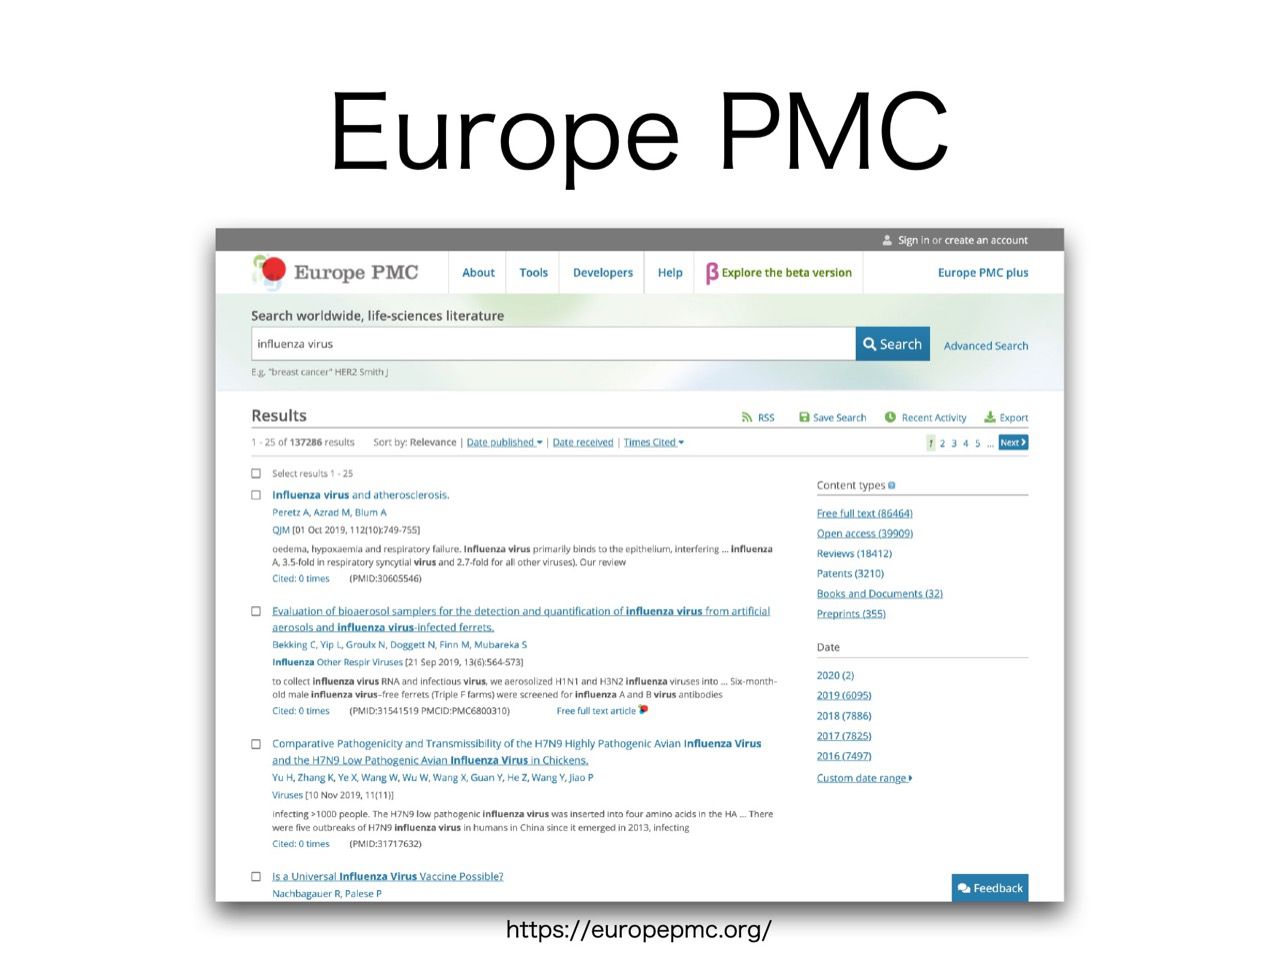 Europe PMC
Sign in or create an account
Europe PMC
About
Tools
Developers
Help
β Explore the beta version
Europe PMC plus
Search worldwide, life-sciences literature
influenza virus
Search
Advanced Search
E.g. "breast cancer" HER2 Smith J
Results
RSS
Save Search
Recent Activity
Export
1 - 25 of 137286 results
Sort by: Relevance | Date published | Date received | Times Cited
1 2 3 4 5 ... Next
Select results 1 - 25
Influenza virus and atherosclerosis.
Peretz A, Azrad M, Blum A
QJM [01 Oct 2019, 112(10):749-755]
oedema, hypoxaemia and respiratory failure. Influenza virus primarily binds to the epithelium, interfering ... influenza
A, 3.5-fold in respiratory syncytial virus and 2.7-fold for all other viruses). Our review
Cited: 0 times (PMID:30605546)
Evaluation of bioaerosol samplers for the detection and quantification of influenza virus from artificial
aerosols and influenza virus-infected ferrets.
Bekking C, Yip L, Groulx N, Doggett N, Finn M, Mubareka S
Influenza Other Respir Viruses [21 Sep 2019, 13(6):564-573]
to collect influenza virus RNA and infectious virus, we aerosolized H1N1 and H3N2 influenza viruses into ... Six-month-
old male influenza virus-free ferrets (Triple F farms) were screened for influenza A and B virus antibodies
Cited: 0 times (PMID:31541519 PMCID:PMC6800310) Free full text article
Comparative Pathogenicity and Transmissibility of the H7N9 Highly Pathogenic Avian Influenza Virus
and the H7N9 Low Pathogenic Avian Influenza Virus in Chickens.
Yu H, Zhang K, Ye X, Wang W, Wu W, Wang X, Guan Y, He Z, Wang Y, Jiao P
Viruses [10 Nov 2019, 11(11)]
infecting >1000 people. The H7N9 low pathogenic influenza virus was inserted into four amino acids in the HA ... There
were five outbreaks of H7N9 influenza virus in humans in China since it emerged in 2013, infecting
Cited: 0 times (PMID:31717632)
Is a Universal Influenza Virus Vaccine Possible?
Nachbagauer R, Palese P
Content types
Free full text (86464)
Open access (39909)
Reviews (18412)
Patents (3210)
Books and Documents (32)
Preprints (355)
Date
2020 (2)
2019 (6095)
2018 (7886)
2017 (7825)
2016 (7497)
Custom date range
Feedback
https://europepmc.org/